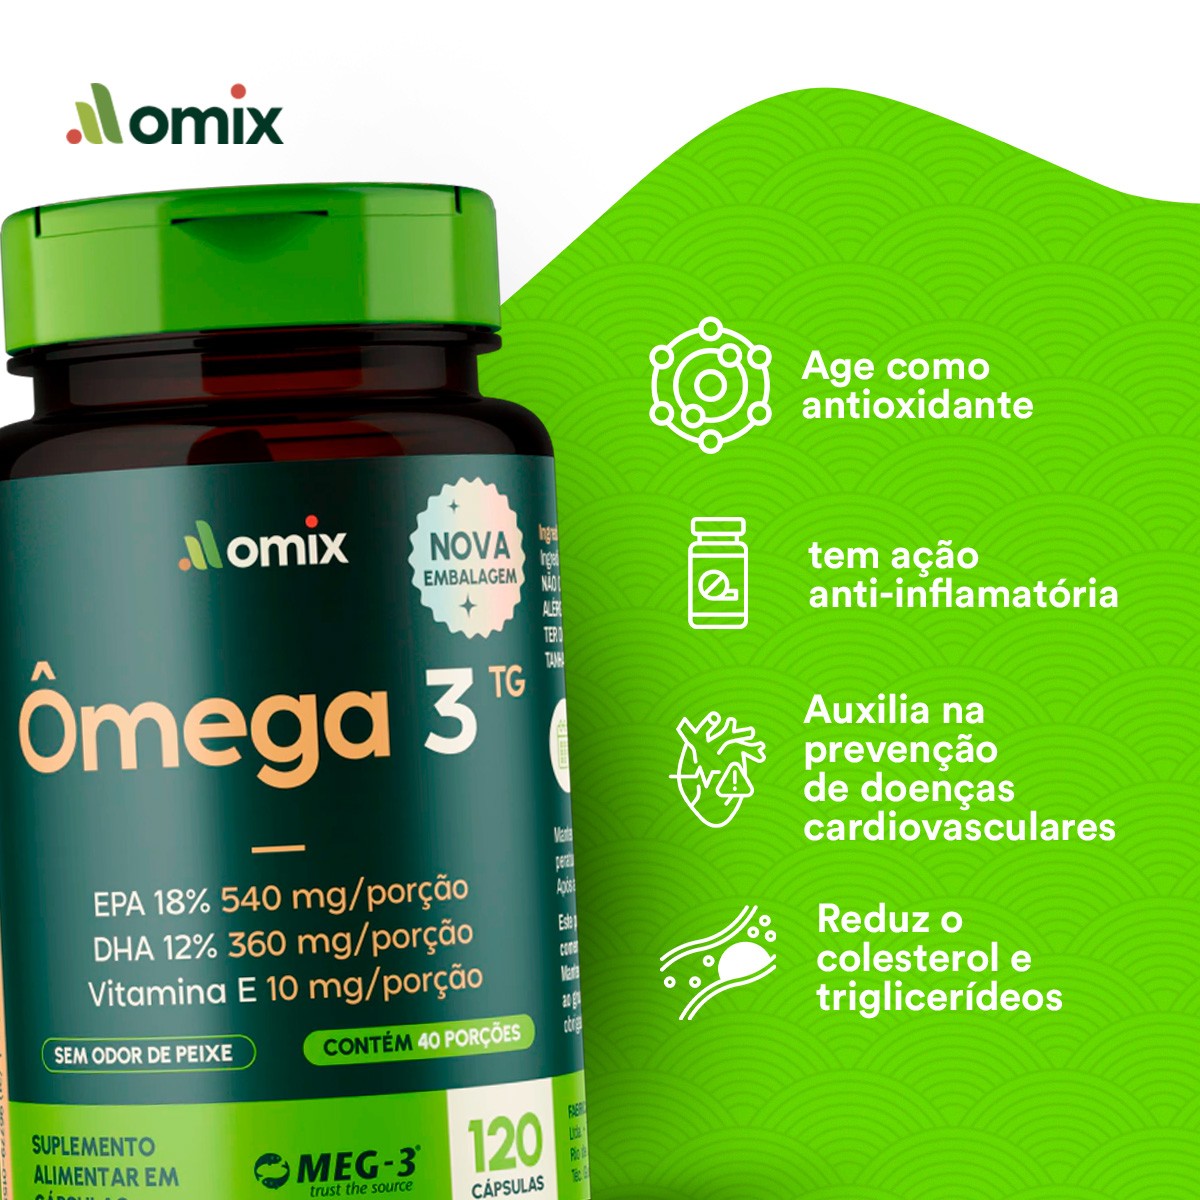 omix
Age como
antioxidante
tem ação
anti-inflamatória
Auxilia na
prevenção
de doenças
cardiovasculares
Reduz o
colesterol e
triglicerídeos
omix
NOVA
EMBALAGEM
Ômega 3 TG
EPA 18% 540 mg/porção
DHA 12% 360 mg/porção
Vitamina E 10 mg/porção
SEM ODOR DE PEIXE
CONTÉM 40 PORÇÕES
SUPLEMENTO
ALIMENTAR EM
MEG-3®
trust the source
120
CÁPSULAS